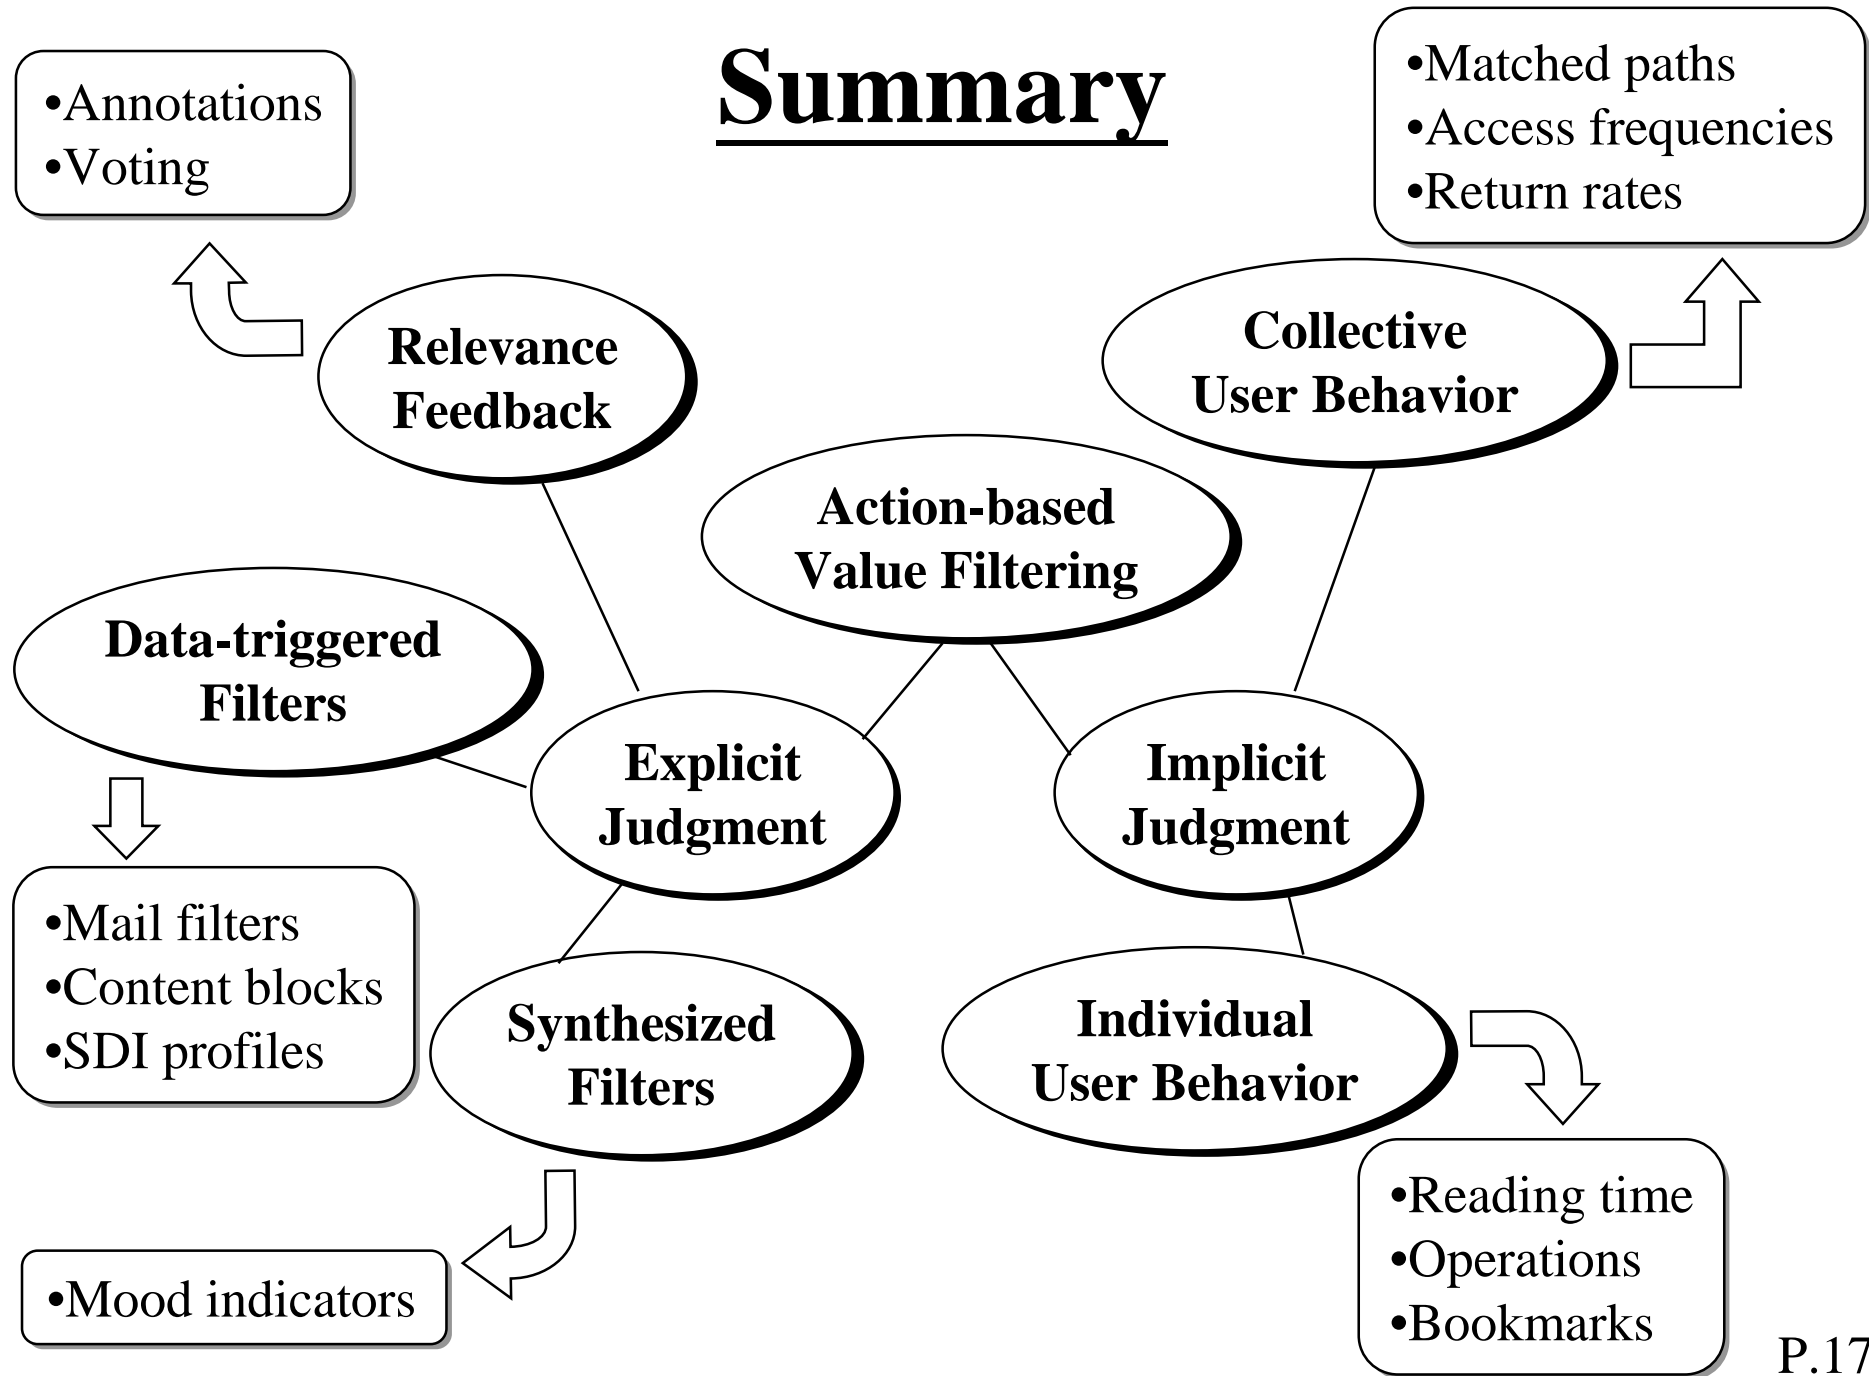 Summary
•Annotations
•Voting
•Matched paths
•Access frequencies
•Return rates
Relevance
Feedback
Collective
User Behavior
Action-based
Value Filtering
Data-triggered
Filters
Explicit
Judgment
Implicit
Judgment
•Mail filters
•Content blocks
•SDI profiles
Synthesized
Filters
Individual
User Behavior
•Mood indicators
•Reading time
•Operations
•Bookmarks
P.17